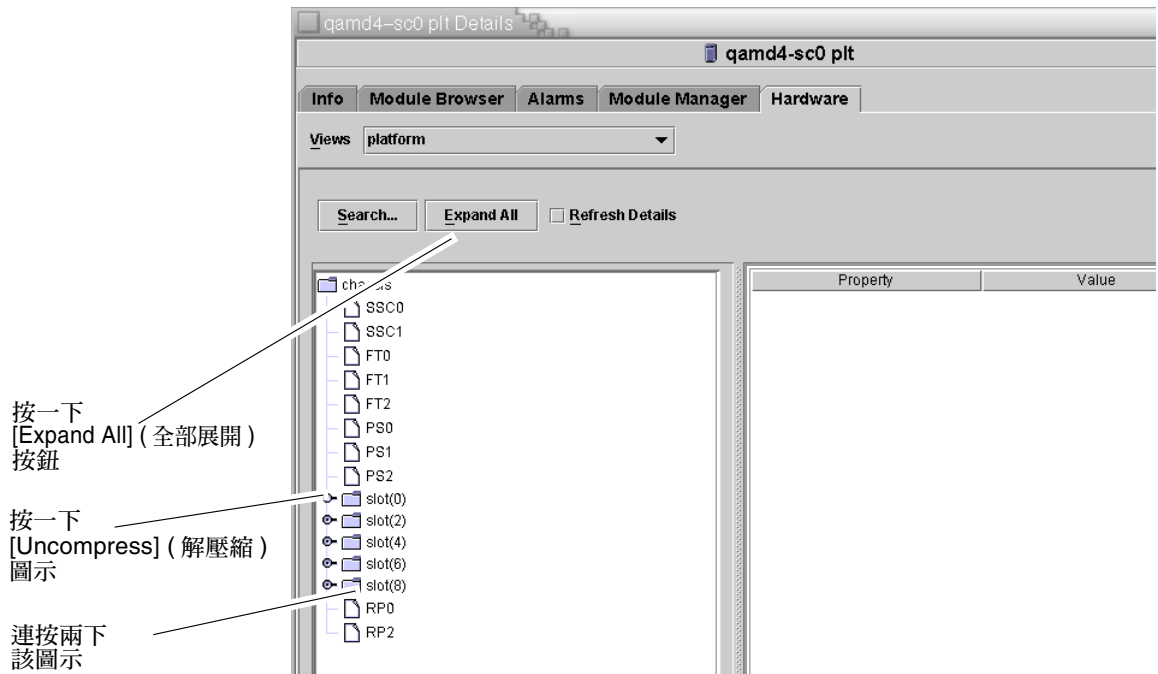 qamd4–sc0 plt Details
qamd4-sc0 plt
Info Module Browser Alarms Module Manager Hardware
Views platform
Search... Expand All Refresh Details
Property Value
chassis
SSC0
SSC1
FT0
FT1
FT2
PS0
PS1
PS2
slot(0)
slot(2)
slot(4)
slot(6)
slot(8)
RP0
RP2
按一下
[Expand All] ( 全部展開 )
按鈕
按一下
[Uncompress] ( 解壓縮 )
圖示
連按兩下
該圖示